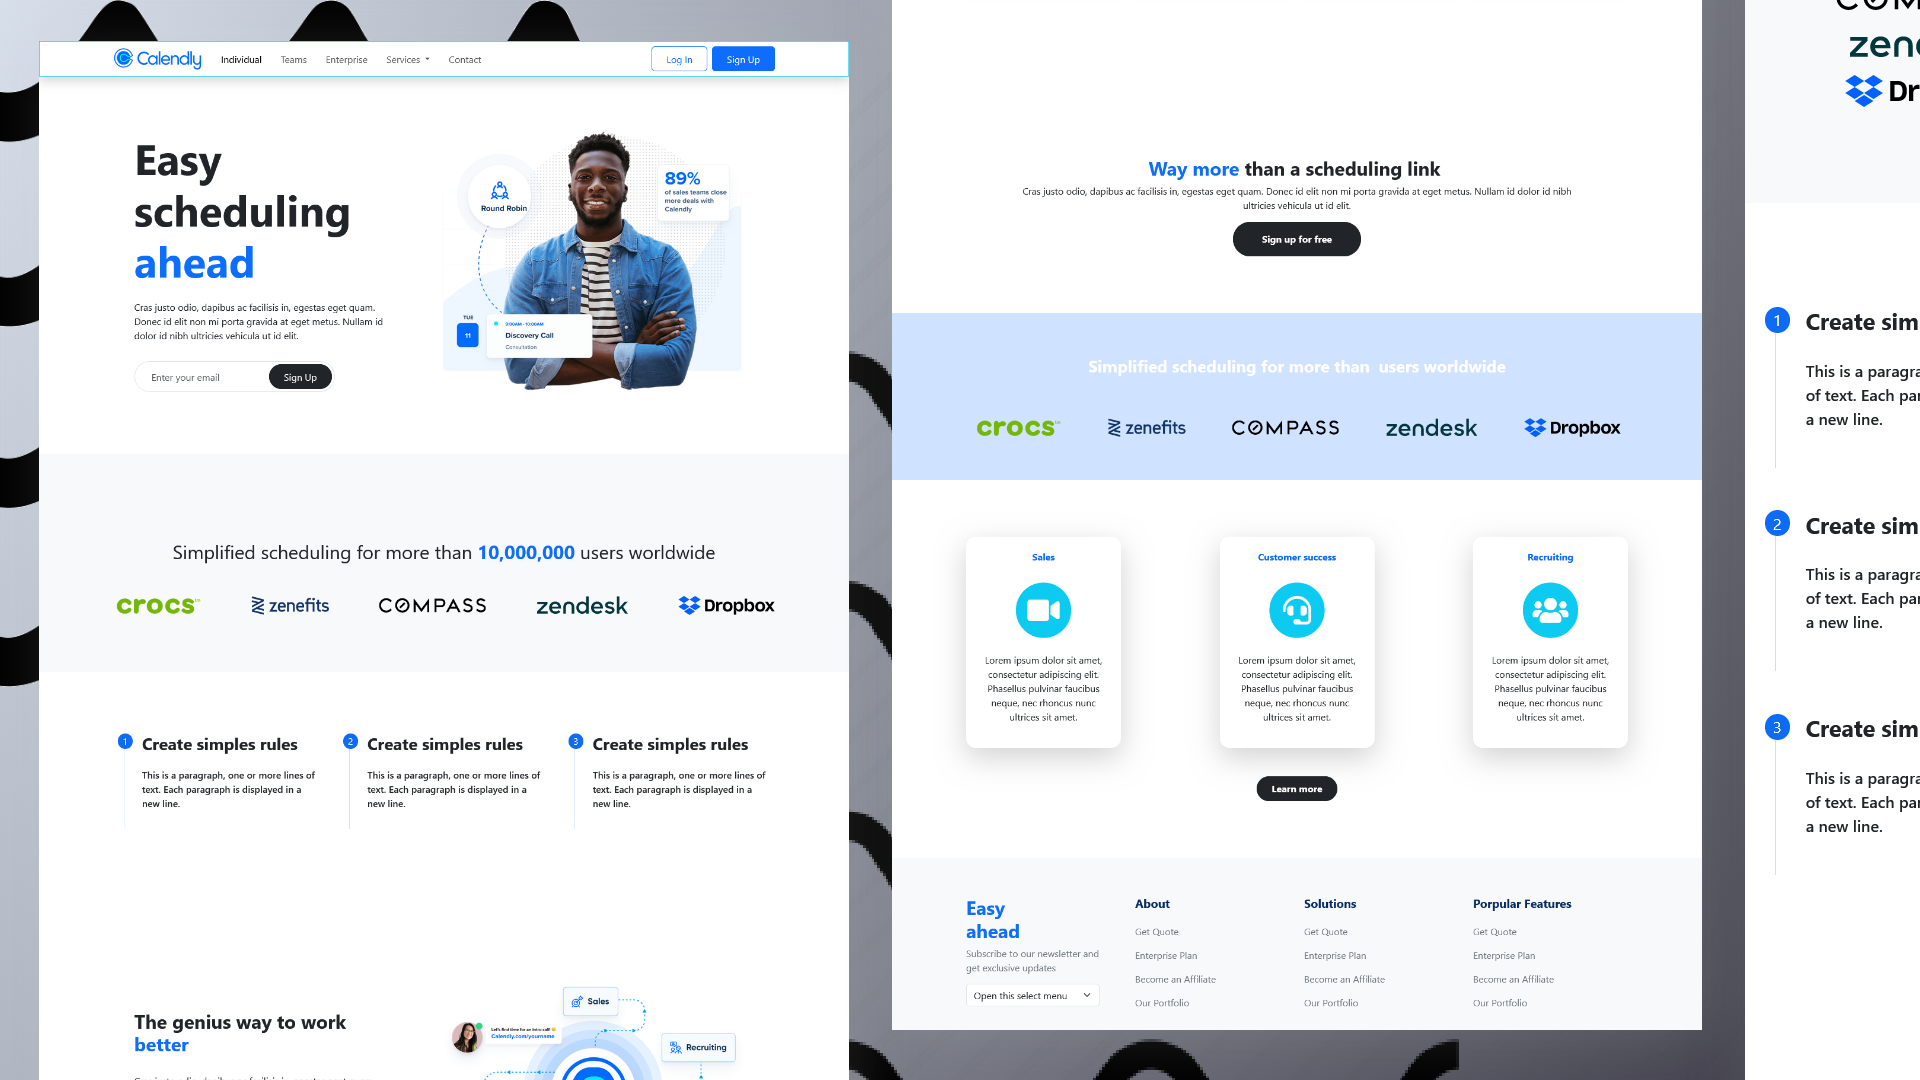 Calendly
Individual
Teams
Enterprise
Services
Contact
Log In
Sign Up
Easy
scheduling
ahead
Cras justo odio, dapibus ac facilisis in, egestas eget quam.
Donec id elit non mi porta gravida at eget metus. Nullam id
dolor id nibh ultricies vehicula ut id elit.
Enter your email
Sign Up
Round Robin
89%
of sales teams close
more deals with
Calendly
TUE
11
9:00AM - 10:00AM
Discovery Call
Consultation
Simplified scheduling for more than 10,000,000 users worldwide
crocs™
zenefits
COMPASS
zendesk
Dropbox
1
Create simples rules
This is a paragraph, one or more lines of
text. Each paragraph is displayed in a
new line.
2
Create simples rules
This is a paragraph, one or more lines of
text. Each paragraph is displayed in a
new line.
3
Create simples rules
This is a paragraph, one or more lines of
text. Each paragraph is displayed in a
new line.
The genius way to work
better
Let's find time for an intro call
Calendly.com/yourname
Sales
Recruiting
Way more than a scheduling link
Cras justo odio, dapibus ac facilisis in, egestas eget quam. Donec id elit non mi porta gravida at eget metus. Nullam id dolor id nibh
ultricies vehicula ut id elit.
Sign up for free
Simplified scheduling for more than users worldwide
crocs™
zenefits
COMPASS
zendesk
Dropbox
Sales
Lorem ipsum dolor sit amet,
consectetur adipiscing elit.
Phasellus pulvinar faucibus
neque, nec rhoncus nunc
ultrices sit amet.
Customer success
Lorem ipsum dolor sit amet,
consectetur adipiscing elit.
Phasellus pulvinar faucibus
neque, nec rhoncus nunc
ultrices sit amet.
Recruiting
Lorem ipsum dolor sit amet,
consectetur adipiscing elit.
Phasellus pulvinar faucibus
neque, nec rhoncus nunc
ultrices sit amet.
Learn more
Easy
ahead
Subscribe to our newsletter and
get exclusive updates
Open this select menu
About
Get Quote
Enterprise Plan
Become an Affiliate
Our Portfolio
Solutions
Get Quote
Enterprise Plan
Become an Affiliate
Our Portfolio
Porpular Features
Get Quote
Enterprise Plan
Become an Affiliate
Our Portfolio
zen
Dr
1
Create sim
This is a paragra
of text. Each par
a new line.
2
Create sim
This is a paragra
of text. Each par
a new line.
3
Create sim
This is a paragra
of text. Each par
a new line.